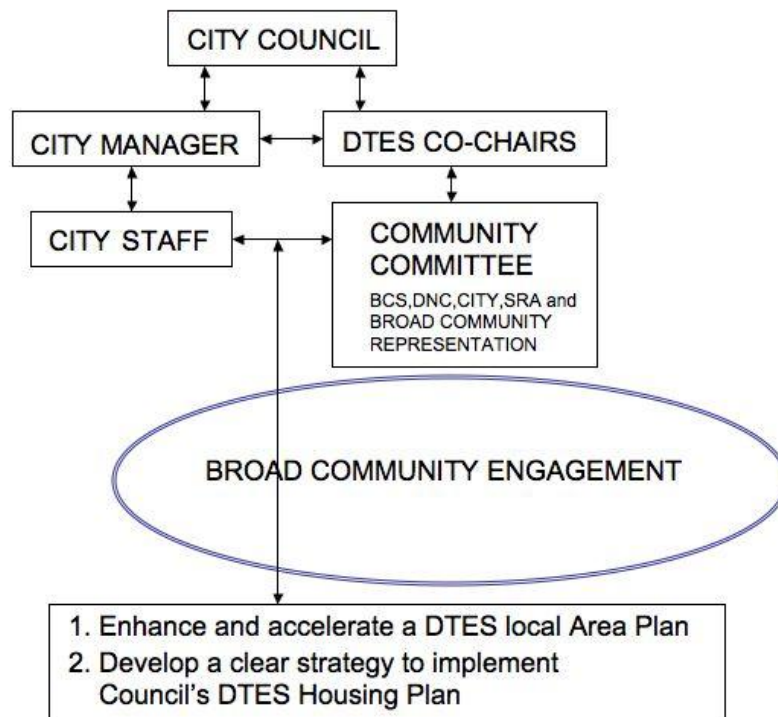 CITY COUNCIL
CITY MANAGER
DTES CO-CHAIRS
CITY STAFF
COMMUNITY
COMMITTEE
BCS,DNC,CITY,SRA and
BROAD COMMUNITY
REPRESENTATION
BROAD COMMUNITY ENGAGEMENT
1. Enhance and accelerate a DTES local Area Plan
2. Develop a clear strategy to implement
Council's DTES Housing Plan